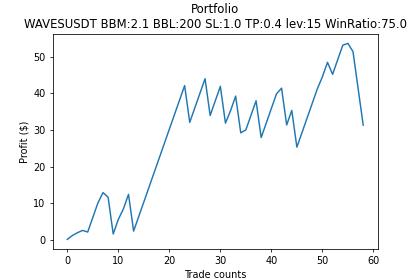 Portfolio
WAVESUSDT BBM:2.1 BBL:200 SL:1.0 TP:0.4 lev:15 WinRatio:75.0
Profit ($)
50
40
30
20
10
0
0 10 20 30 40 50 60
Trade counts